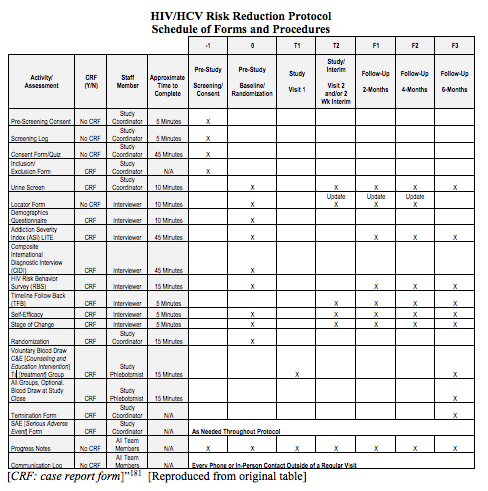 HIV/HCV Risk Reduction Protocol
Schedule of Forms and Procedures
-1 0 T1 T2 F1 F2 F3
Activity/ Assessment CRF (Y/N) Staff Member Approximate Time to Complete Pre-Study Screening/ Consent Pre-Study Baseline/ Randomization Study Visit 1 Study/ Interim Visit 2 and/or 2 Wk Interim Follow-Up 2-Months Follow-Up 4-Months Follow-Up 6-Months
Pre-Screening Consent No CRF Study Coordinator 5 Minutes X
Screening Log No CRF Study Coordinator 5 Minutes X
Consent Form/Quiz No CRF Study Coordinator 45 Minutes X
Inclusion/ Exclusion Form CRF Study Coordinator N/A X
Urine Screen CRF Study Coordinator 10 Minutes X X X X X
Locator Form No CRF Interviewer 10 Minutes X Update X Update X Update X
Demographics Questionnaire CRF Interviewer 10 Minutes X
Addiction Severity Index (ASI) LITE CRF Interviewer 45 Minutes X X X X
Composite International Diagnostic Interview (CIDI) CRF Interviewer 45 Minutes X
HIV Risk Behavior Survey (RBS) CRF Interviewer 15 Minutes X X X X
Timeline Follow Back (TFB) CRF Interviewer 5 Minutes X X X X
Self-Efficacy CRF Interviewer 5 Minutes X X X X X
Stage of Change CRF Interviewer 5 Minutes X X X X X
Randomization CRF Study Coordinator 15 Minutes X
Voluntary Blood Draw C&E [Counseling and Education Intervention] T/ [treatment] Group CRF Study Phlebotomist 15 Minutes X X
All Groups, Optional. Blood Draw at Study Close CRF Study Phlebotomist 15 Minutes X
Termination Form CRF Study Coordinator N/A X
SAE [Serious Adverse Event] Form CRF Study Coordinator N/A As Needed Throughout Protocol
Progress Notes No CRF All Team Members N/A X X X X X X X
Communication Log No CRF All Team Members N/A Every Phone or In-Person Contact Outside of a Regular Visit
[CRF: case report form]"181 [Reproduced from original table]